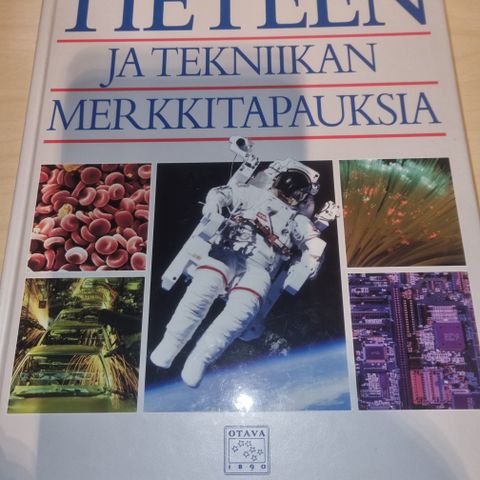 TIETEEN
JA TEKNIIKAN
MERKKITAPAUKSIA
OTAVA
1890